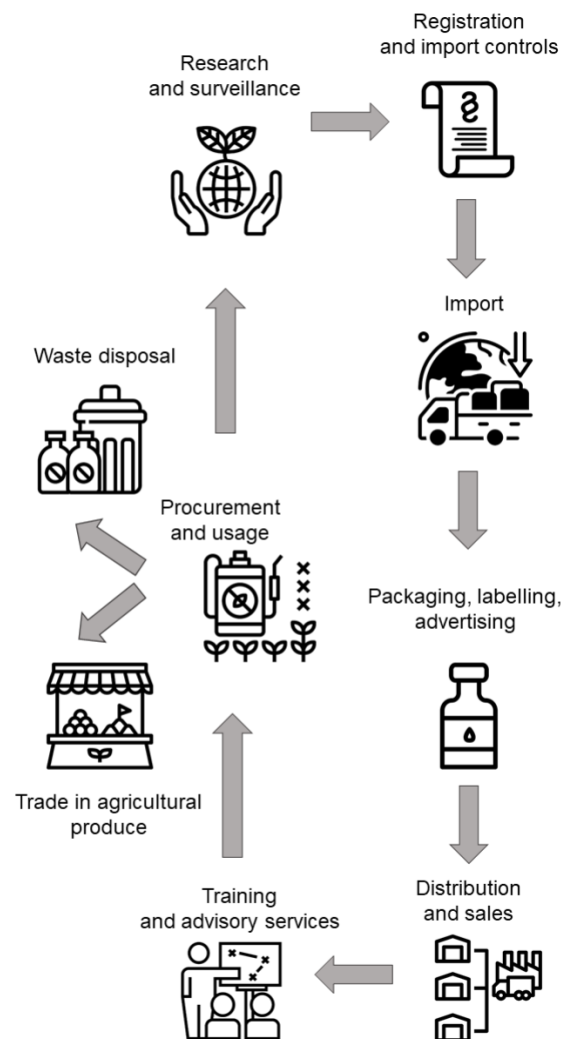 Registration
and import controls
Research
and surveillance
Import
Waste disposal
Procurement
and usage
Packaging, labelling,
advertising
Trade in agricultural
produce
Distribution
and sales
Training
and advisory services